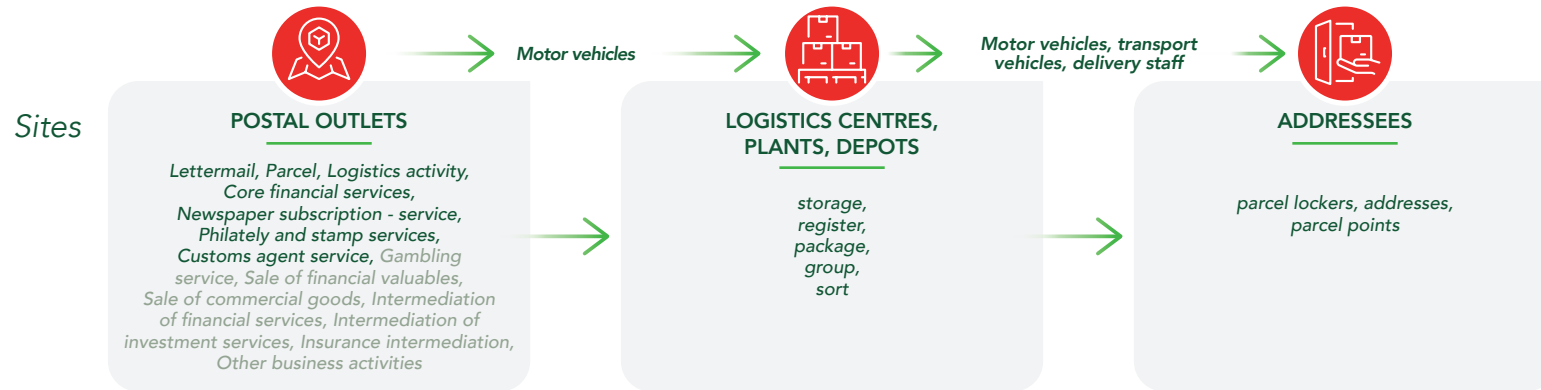 Sites
Motor vehicles
Motor vehicles, transport
vehicles, delivery staff
POSTAL OUTLETS
Lettermail, Parcel, Logistics activity,
Core financial services,
Newspaper subscription - service,
Philately and stamp services,
Customs agent service, Gambling
service, Sale of financial valuables,
Sale of commercial goods, Intermediation
of financial services, Intermediation of
investment services, Insurance intermediation,
Other business activities
LOGISTICS CENTRES,
PLANTS, DEPOTS
storage,
register,
package,
group,
sort
ADDRESSEES
parcel lockers, addresses,
parcel points